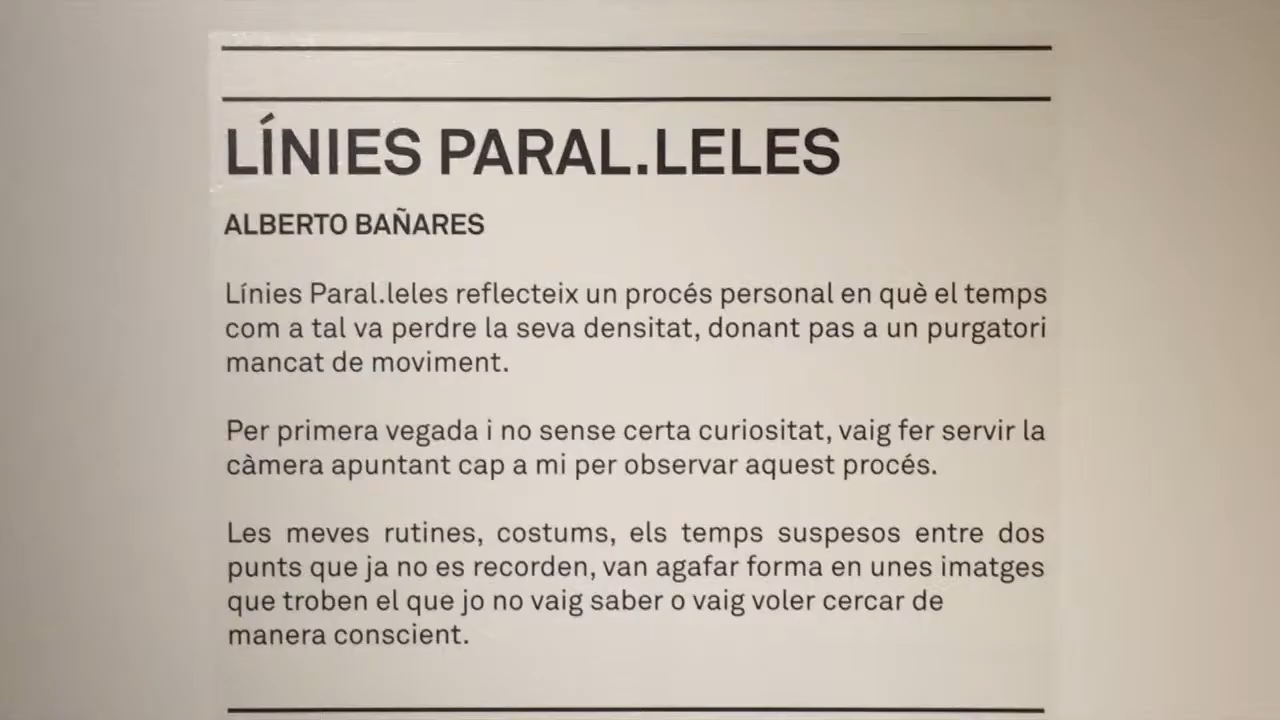 LÍNIES PARAL.LELES
ALBERTO BAÑARES
Línies Paral.leles reflecteix un procés personal en què el temps
com a tal va perdre la seva densitat, donant pas a un purgatori
mancat de moviment.
Per primera vegada i no sense certa curiositat, vaig fer servir la
càmera apuntant cap a mi per observar aquest procés.
Les meves rutines, costums, els temps suspesos entre dos
punts que ja no es recorden, van agafar forma en unes imatges
que troben el que jo no vaig saber o vaig voler cercar de
manera conscient.